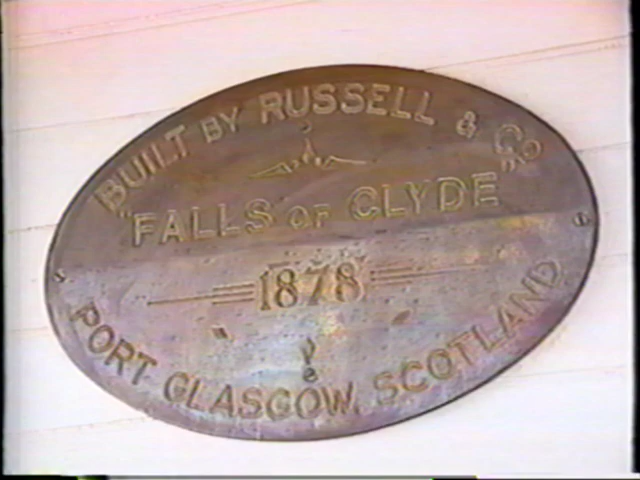 BUILT BY RUSSELL & Co
"FALLS OF CLYDE"
1878
PORT GLASGOW, SCOTLAND